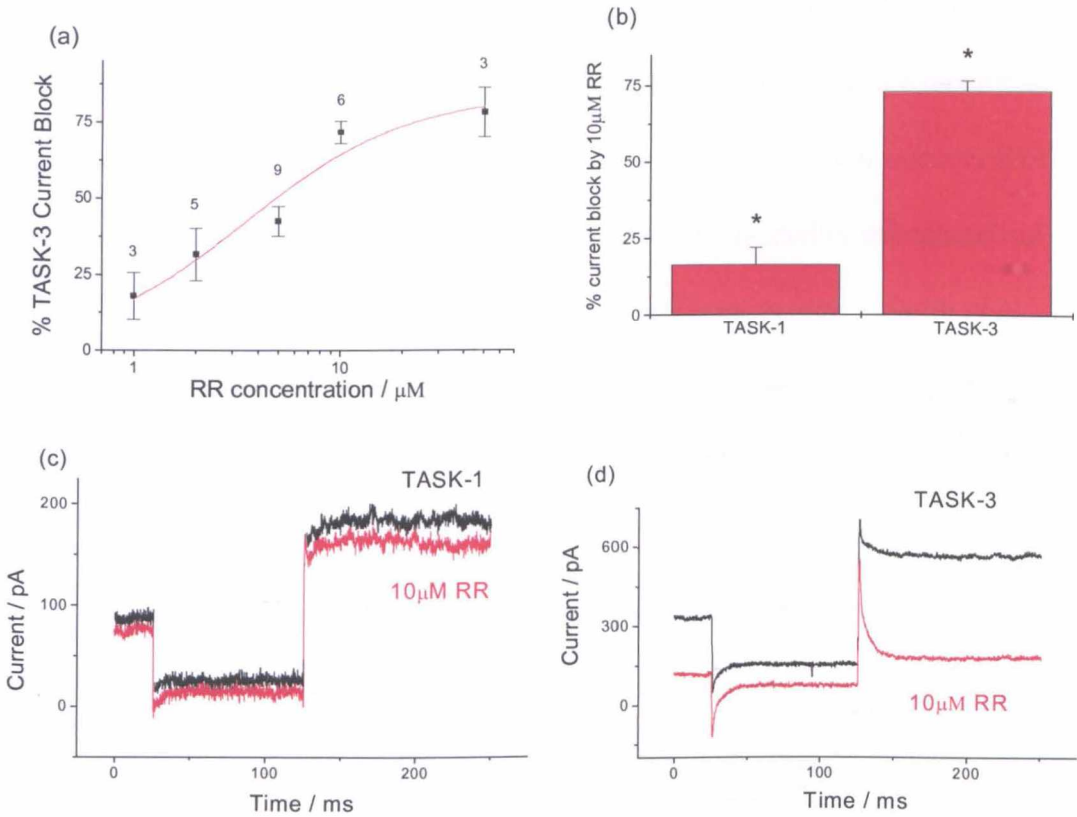 (a)
% TASK-3 Current Block
75
50
25
0
3
5
9
6
3
1
10
RR concentration / μM
(b)
% current block by 10μM RR
75
50
25
0
*
*
TASK-1
TASK-3
(c)
TASK-1
Current / pA
200
100
0
10μM RR
0
100
200
Time / ms
(d)
TASK-3
Current / pA
600
300
0
10μM RR
0
100
200
Time / ms